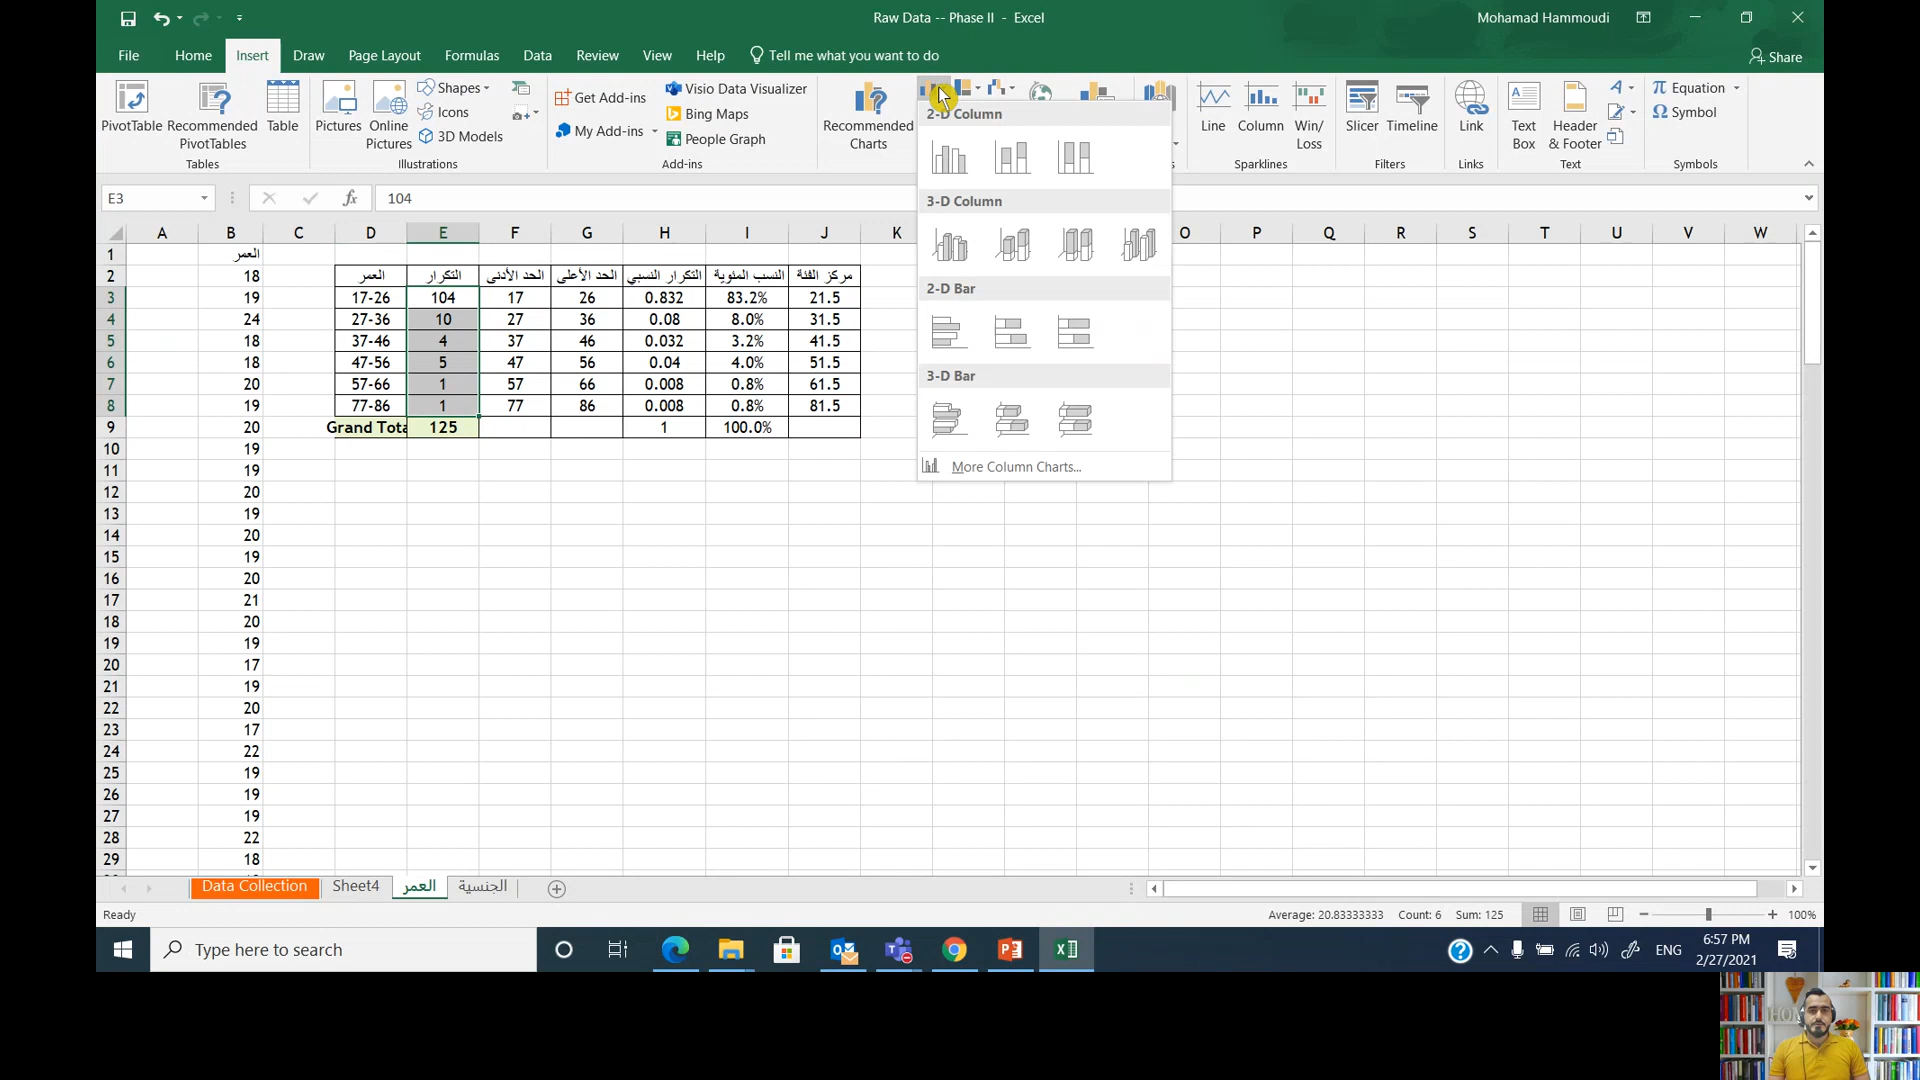 Raw Data -- Phase II - Excel
Mohamad Hammoudi
File Home Insert Draw Page Layout Formulas Data Review View Help Tell me what you want to do Share
PivotTable Recommended PivotTables Table
Tables
Pictures Online Pictures Shapes Icons 3D Models
Illustrations
Get Add-ins My Add-ins Visio Data Visualizer Bing Maps People Graph
Add-ins
Recommended Charts
Line Column Win/Loss
Sparklines
Slicer Timeline
Filters
Link
Links
Text Box Header & Footer
Text
Equation
Symbol
Symbols
2-D Column
3-D Column
2-D Bar
3-D Bar
More Column Charts...
E3 fx 104
A B C D E F G H I J K O P Q R S T U V W
1 العمر
2 18 العمر التكرار الحد الأدنى الحد الأعلى التكرار النسبي النسب المئوية مركز الفئة
3 19 17-26 104 17 26 0.832 83.2% 21.5
4 24 27-36 10 27 36 0.08 8.0% 31.5
5 18 37-46 4 37 46 0.032 3.2% 41.5
6 18 47-56 5 47 56 0.04 4.0% 51.5
7 20 57-66 1 57 66 0.008 0.8% 61.5
8 19 77-86 1 77 86 0.008 0.8% 81.5
9 20 Grand Tota 125 1 100.0%
10 19
11 19
12 20
13 19
14 20
15 19
16 20
17 21
18 20
19 19
20 17
21 19
22 20
23 17
24 22
25 19
26 19
27 19
28 22
29 18
Data Collection Sheet4 العمر الجنسية
Ready Average: 20.83333333 Count: 6 Sum: 125 100%
Type here to search
ENG
6:57 PM
2/27/2021